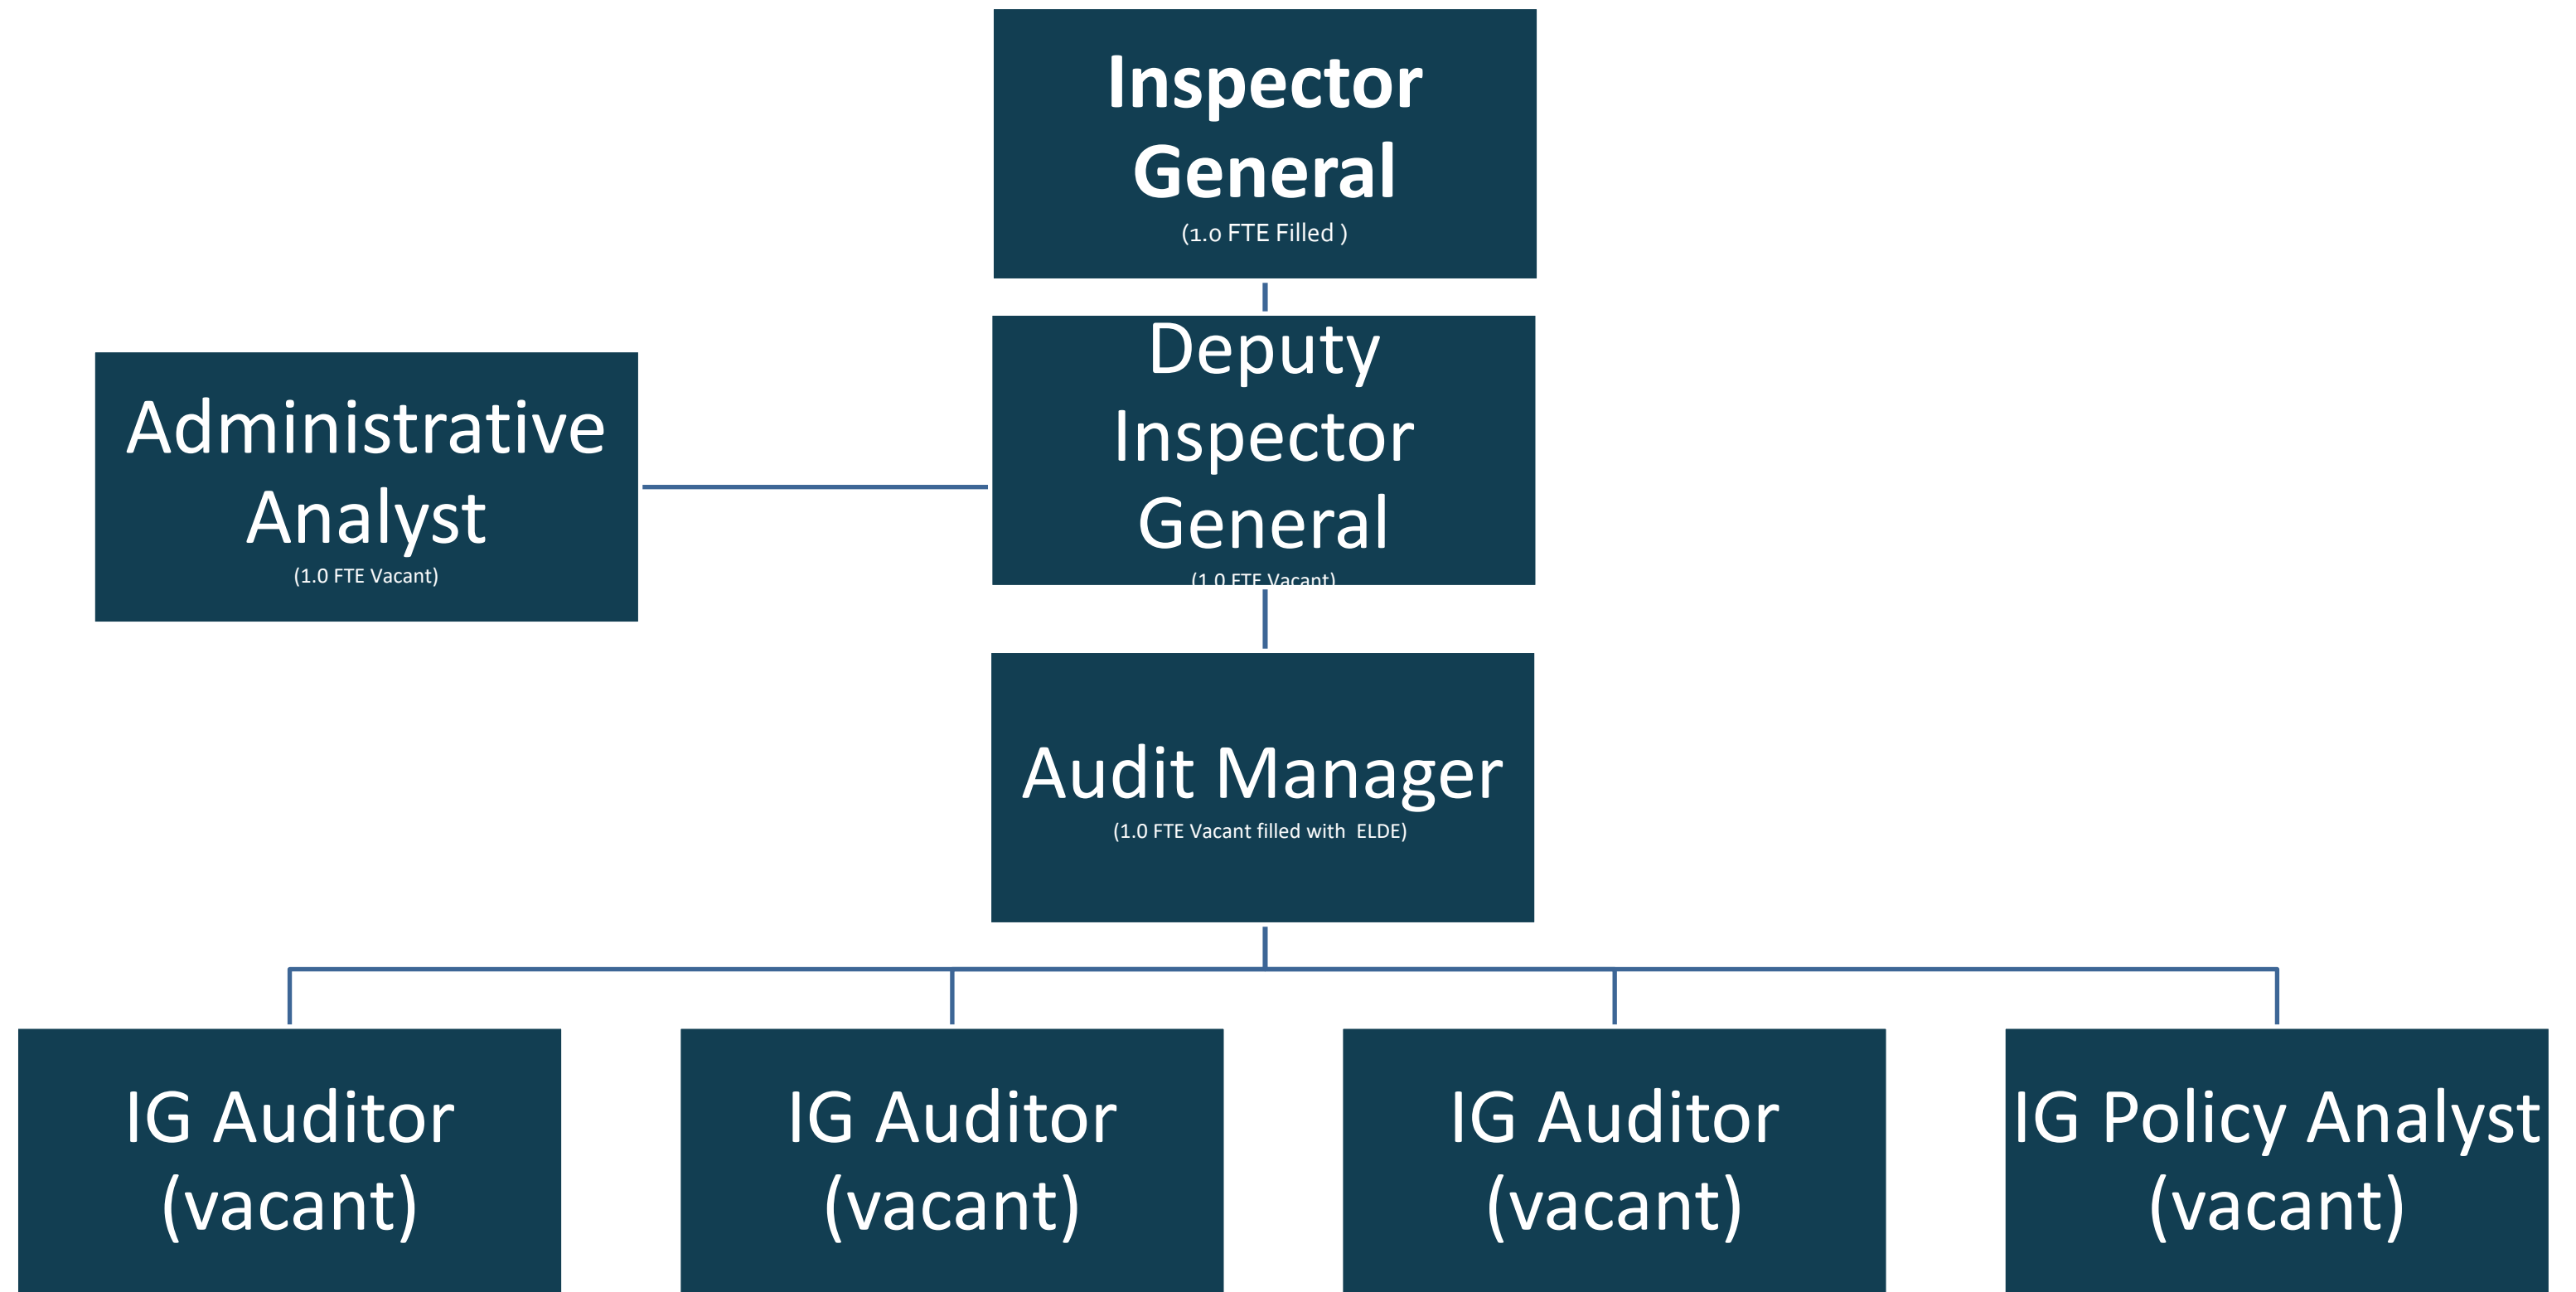 Inspector
General
(1.0 FTE Filled )
Deputy
Inspector
General
(1.0 FTE Vacant)
Administrative
Analyst
(1.0 FTE Vacant)
Audit Manager
(1.0 FTE Vacant filled with  ELDE)
IG Auditor
(vacant)
IG Auditor
(vacant)
IG Auditor
(vacant)
IG Policy Analyst
(vacant)